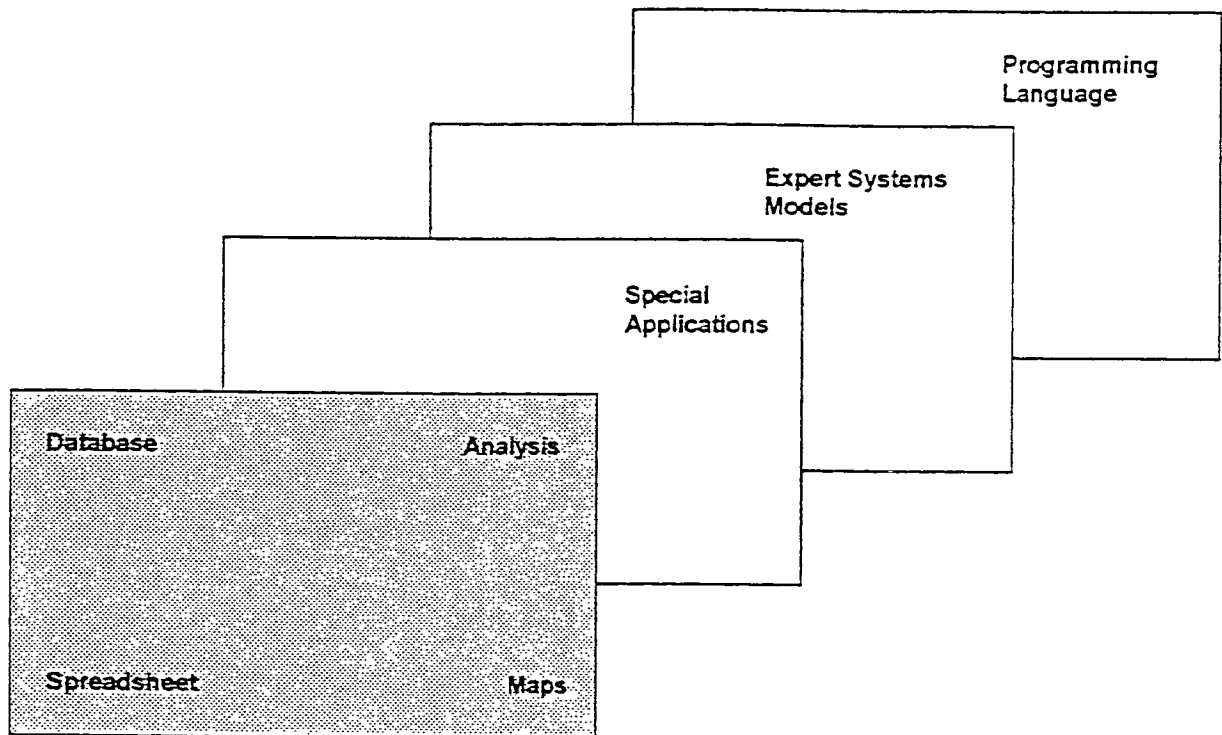 Programming
Language
Expert Systems
Models
Special
Applications
Database
Analysis
Spreadsheet
Maps